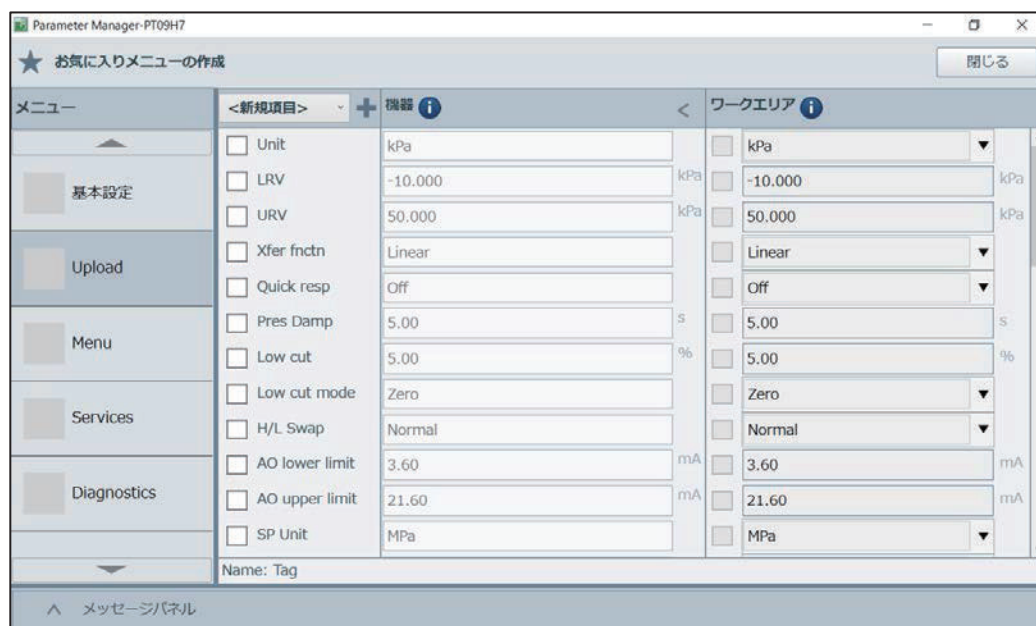 Parameter Manager-PT09H7
お気に入りメニューの作成
閉じる
メニュー
<新規項目>
機器
<
ワークエリア
基本設定
Upload
Menu
Services
Diagnostics
Unit kPa kPa
LRV -10.000 kPa -10.000 kPa
URV 50.000 kPa 50.000 kPa
Xfer fnctn Linear Linear
Quick resp Off Off
Pres Damp 5.00 s 5.00 s
Low cut 5.00 % 5.00 %
Low cut mode Zero Zero
H/L Swap Normal Normal
AO lower limit 3.60 mA 3.60 mA
AO upper limit 21.60 mA 21.60 mA
SP Unit MPa MPa
Name: Tag
メッセージパネル